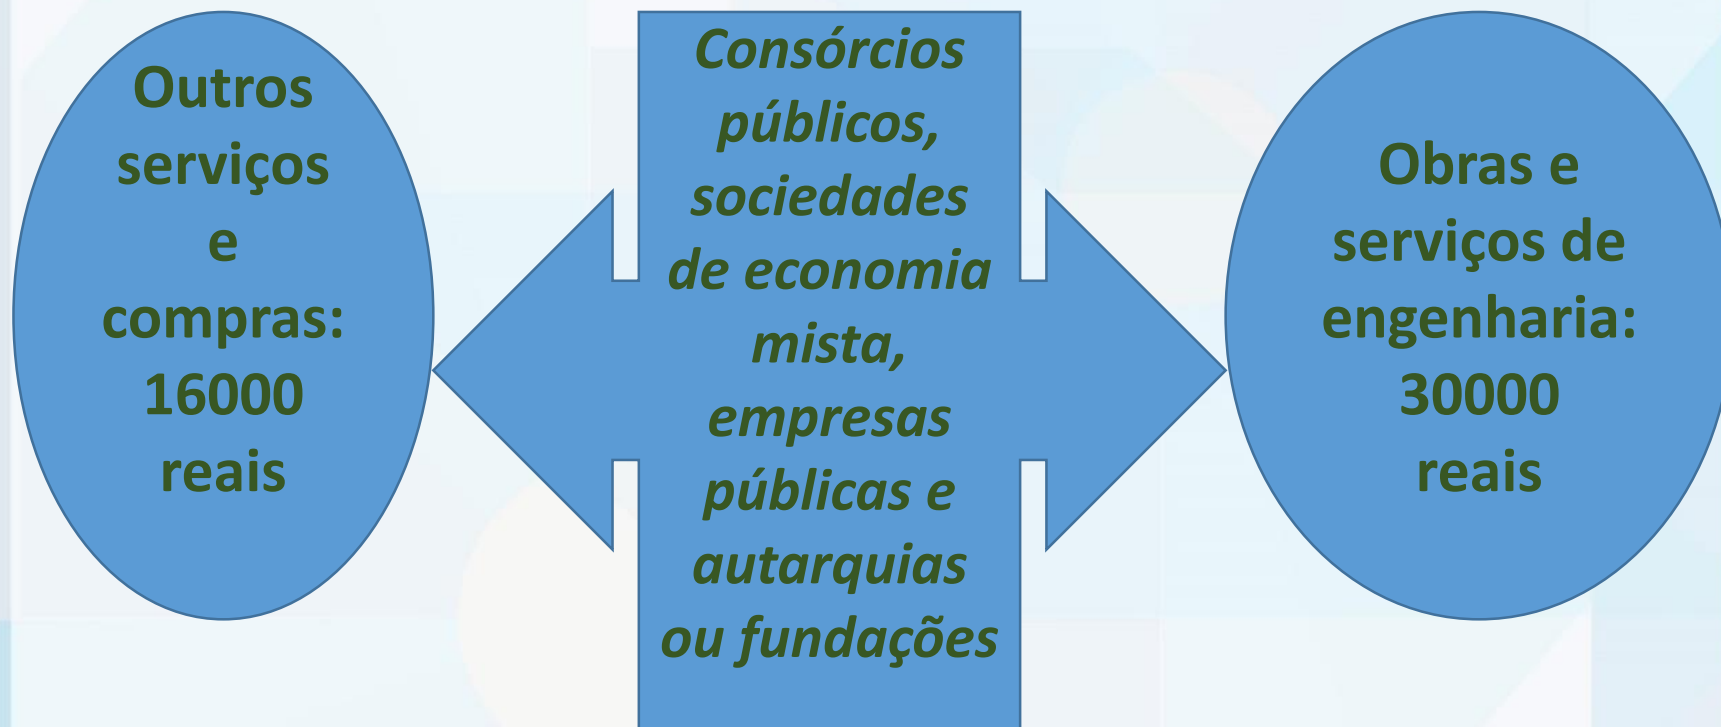 Outros
serviços
e
compras:
16000
reais
Consórcios
públicos,
sociedades
de economia
mista,
empresas
públicas e
autarquias
ou fundações
Obras e
serviços de
engenharia:
30000
reais